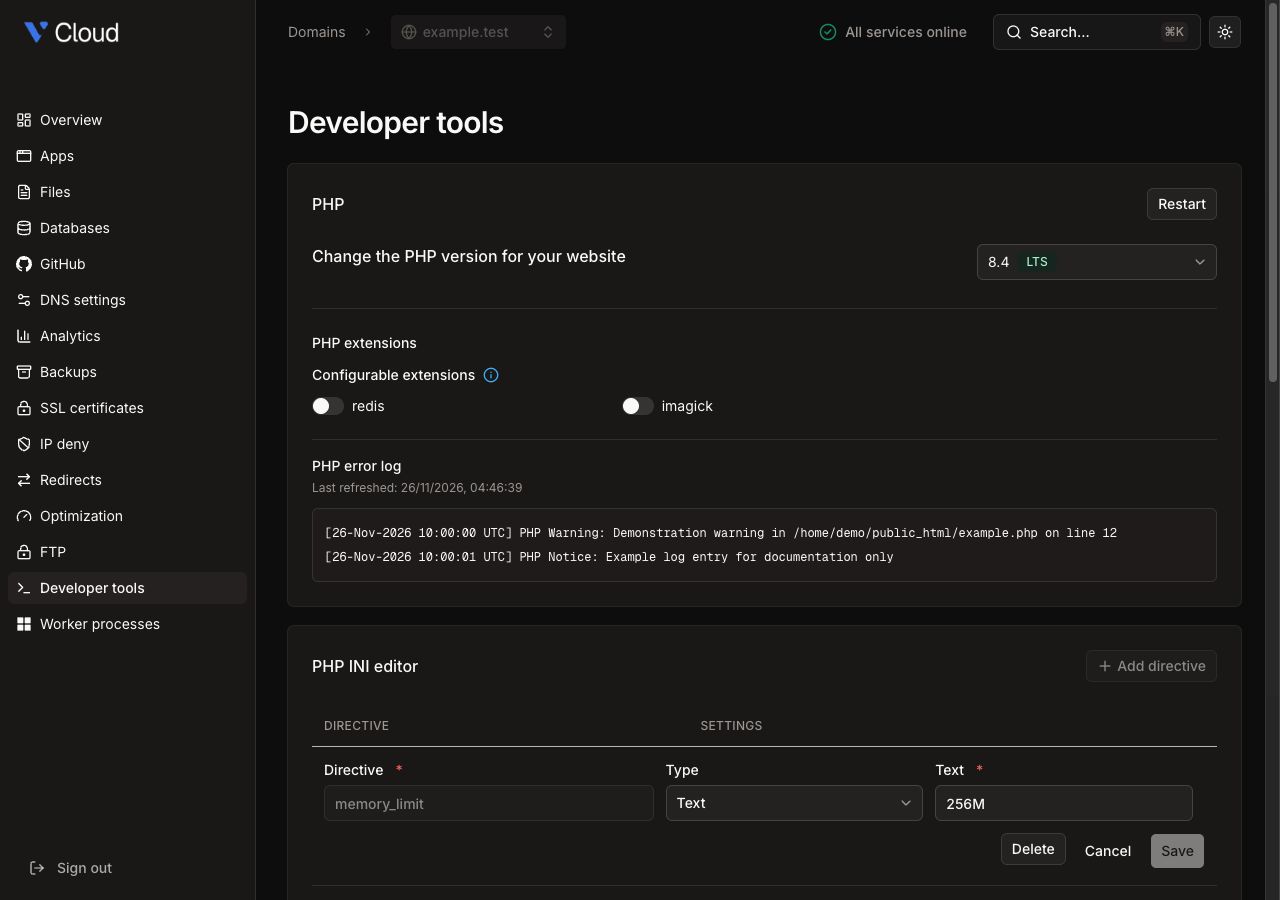 Cloud
Domains
example.test
All services online
Search...
⌘K
Overview
Apps
Files
Databases
GitHub
DNS settings
Analytics
Backups
SSL certificates
IP deny
Redirects
Optimization
FTP
Developer tools
Worker processes
Sign out
Developer tools
PHP
Restart
Change the PHP version for your website
8.4 LTS
PHP extensions
Configurable extensions
redis
imagick
PHP error log
Last refreshed: 26/11/2026, 04:46:39
[26-Nov-2026 10:00:00 UTC] PHP Warning: Demonstration warning in /home/demo/public_html/example.php on line 12
[26-Nov-2026 10:00:01 UTC] PHP Notice: Example log entry for documentation only
PHP INI editor
Add directive
DIRECTIVE
SETTINGS
Directive *
Type
Text *
memory_limit
Text
256M
Delete
Cancel
Save